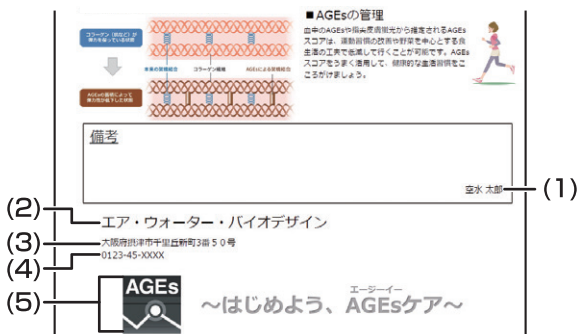 コラーゲン(肌など)が
弾力を保っている状態
本来の架橋結合
コラーゲン繊維
AGEsによる架橋結合
AGEsの蓄積によって
弾力性が低下した状態
■AGEsの管理
血中のAGEsや指尖皮膚蛍光から推定されるAGEs
スコアは、運動習慣の改善や野菜を中心とする食
生活の工夫で低減して行くことが可能です。AGEs
スコアをうまく活用して、健康的な生活習慣をこ
ころがけましょう。
備考
空水 太郎
(1)
(2)
エア・ウォーター・バイオデザイン
(3)
大阪府摂津市千里丘新町3番50号
(4)
0123-45-XXXX
(5)
AGEs
エージーイー
～はじめよう、AGEsケア～